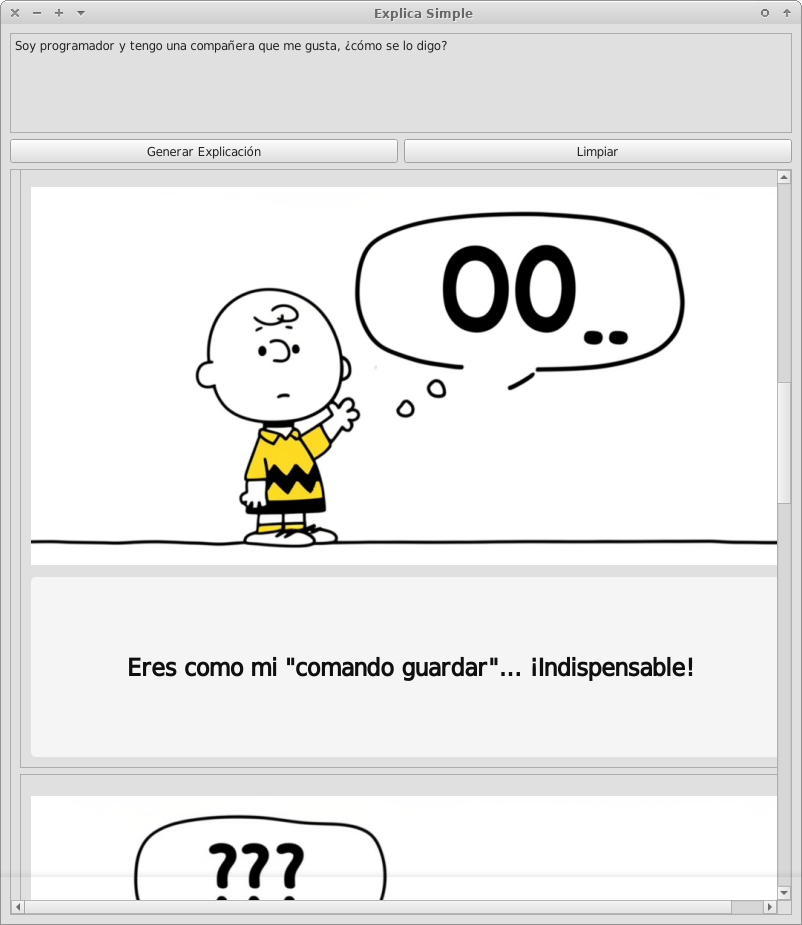 Explica Simple
Soy programador y tengo una compañera que me gusta, ¿cómo se lo digo?
Generar Explicación
Limpiar
OO..
Eres como mi "comando guardar"... ¡Indispensable!
???